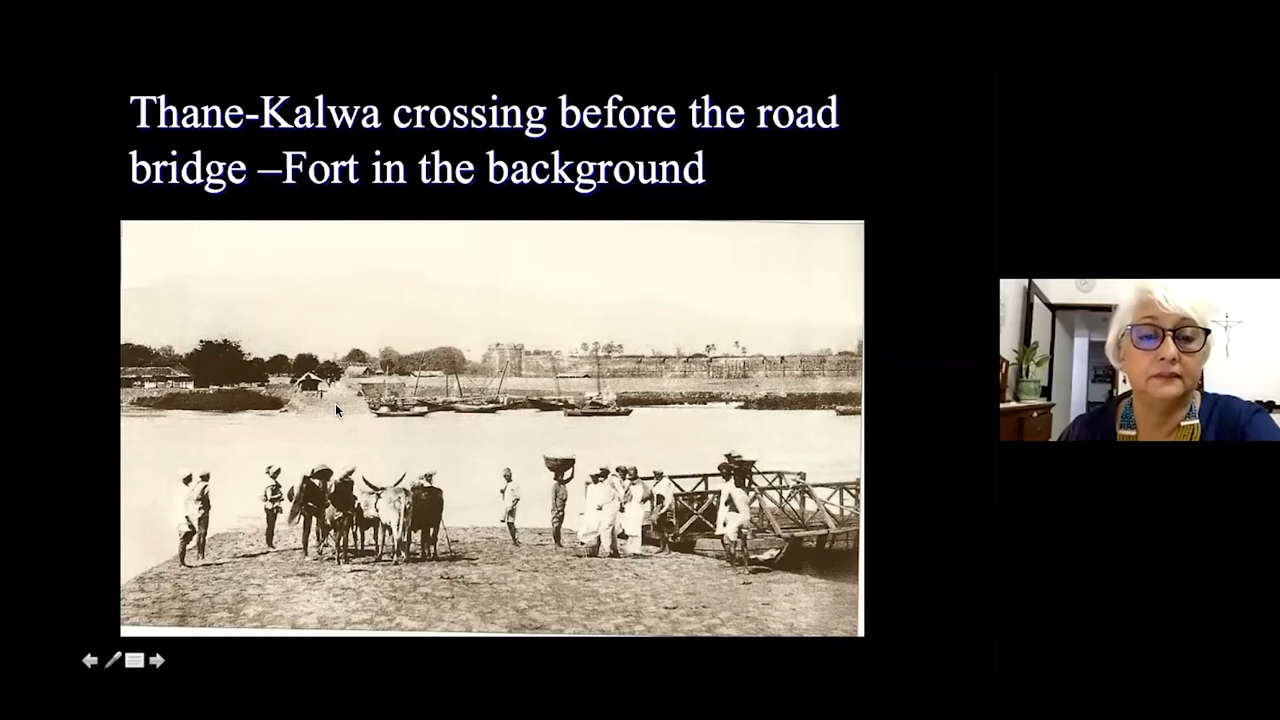 Thane-Kalwa crossing before the road
bridge –Fort in the background